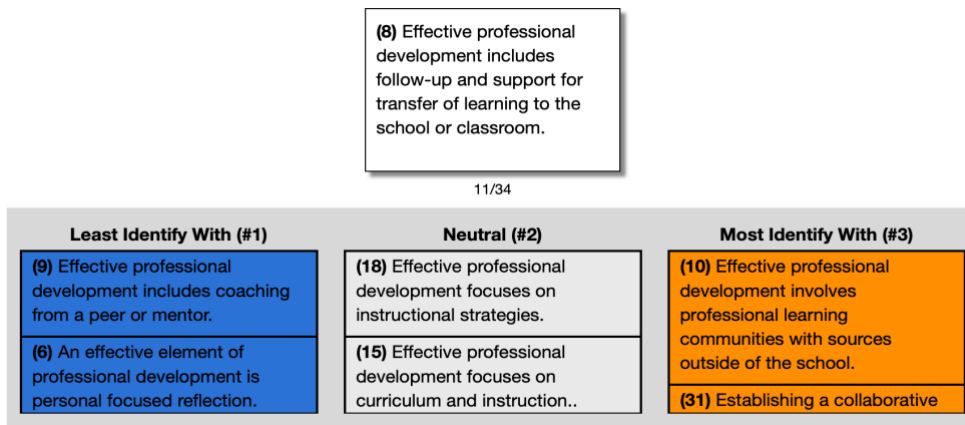 (8) Effective professional
development includes
follow-up and support for
transfer of learning to the
school or classroom.
11/34
Least Identify With (#1)
(9) Effective professional
development includes coaching
from a peer or mentor.
(6) An effective element of
professional development is
personal focused reflection.
Neutral (#2)
(18) Effective professional
development focuses on
instructional strategies.
(15) Effective professional
development focuses on
curriculum and instruction..
Most Identify With (#3)
(10) Effective professional
development involves
professional learning
communities with sources
outside of the school.
(31) Establishing a collaborative